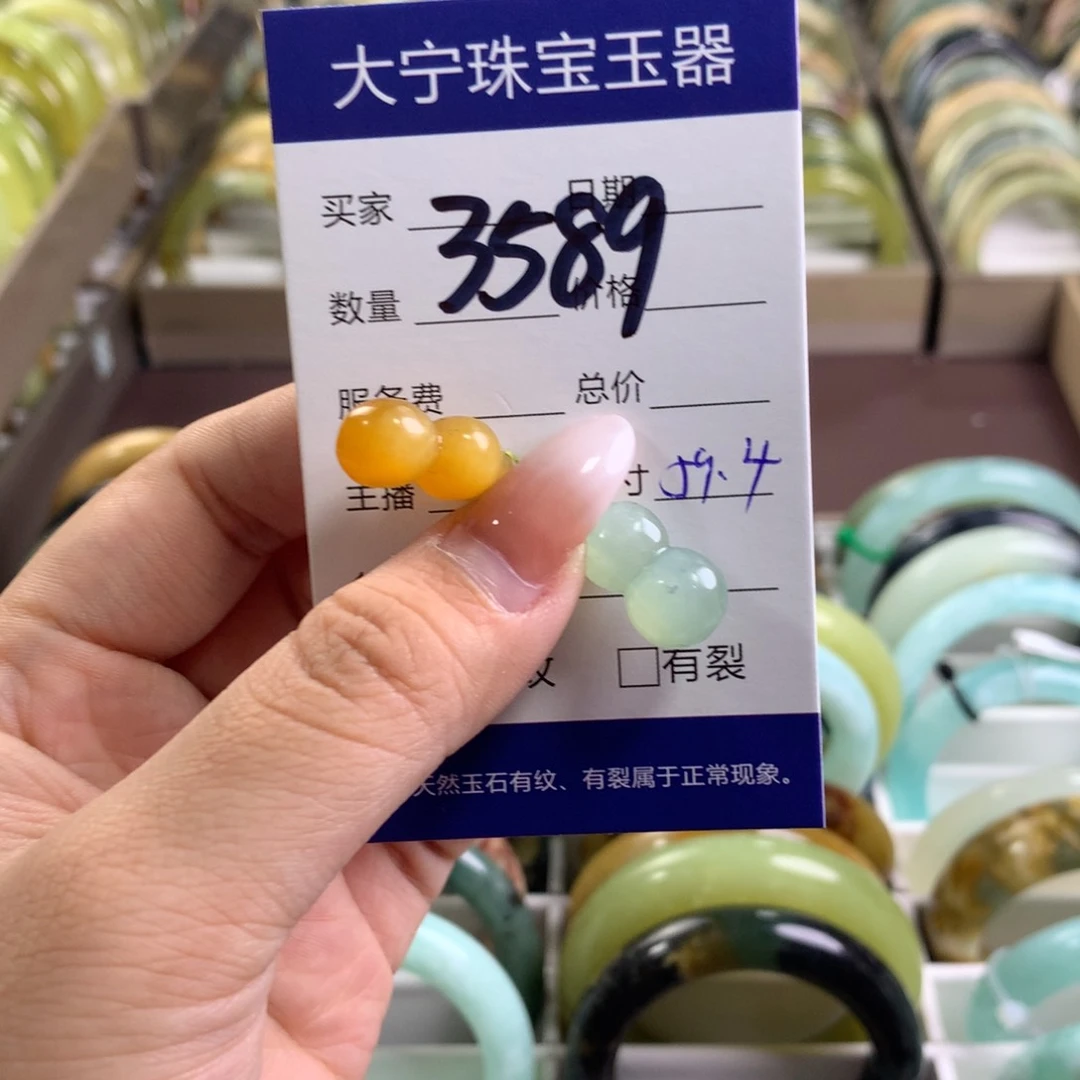 大宁珠宝玉器
买家 日期
3589
数量 价格
服务费 总价
主播 寸 59.4
纹 □有裂
天然玉石有纹、有裂属于正常现象。